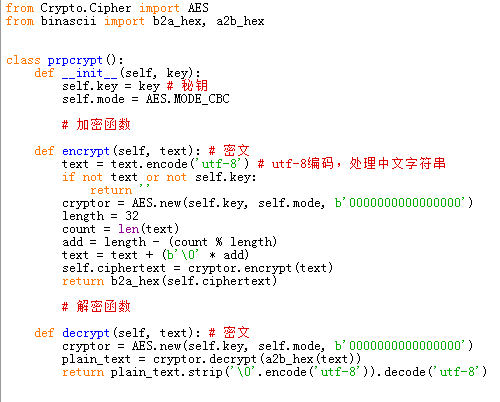 from Crypto.Cipher import AES
from binascii import b2a_hex, a2b_hex
class prpcrypt():
    def __init__(self, key):
        self.key = key # 秘钥
        self.mode = AES.MODE_CBC
        # 加密函数
    def encrypt(self, text): # 密文
        text = text.encode('utf-8') # utf-8编码，处理中文字符串
        if not text or not self.key:
            return ''
        cryptor = AES.new(self.key, self.mode, b'0000000000000000')
        length = 32
        count = len(text)
        add = length - (count % length)
        text = text + (b'\0' * add)
        self.ciphertext = cryptor.encrypt(text)
        return b2a_hex(self.ciphertext)
        # 解密函数
    def decrypt(self, text): # 密文
        cryptor = AES.new(self.key, self.mode, b'0000000000000000')
        plain_text = cryptor.decrypt(a2b_hex(text))
        return plain_text.strip('\0'.encode('utf-8')).decode('utf-8')